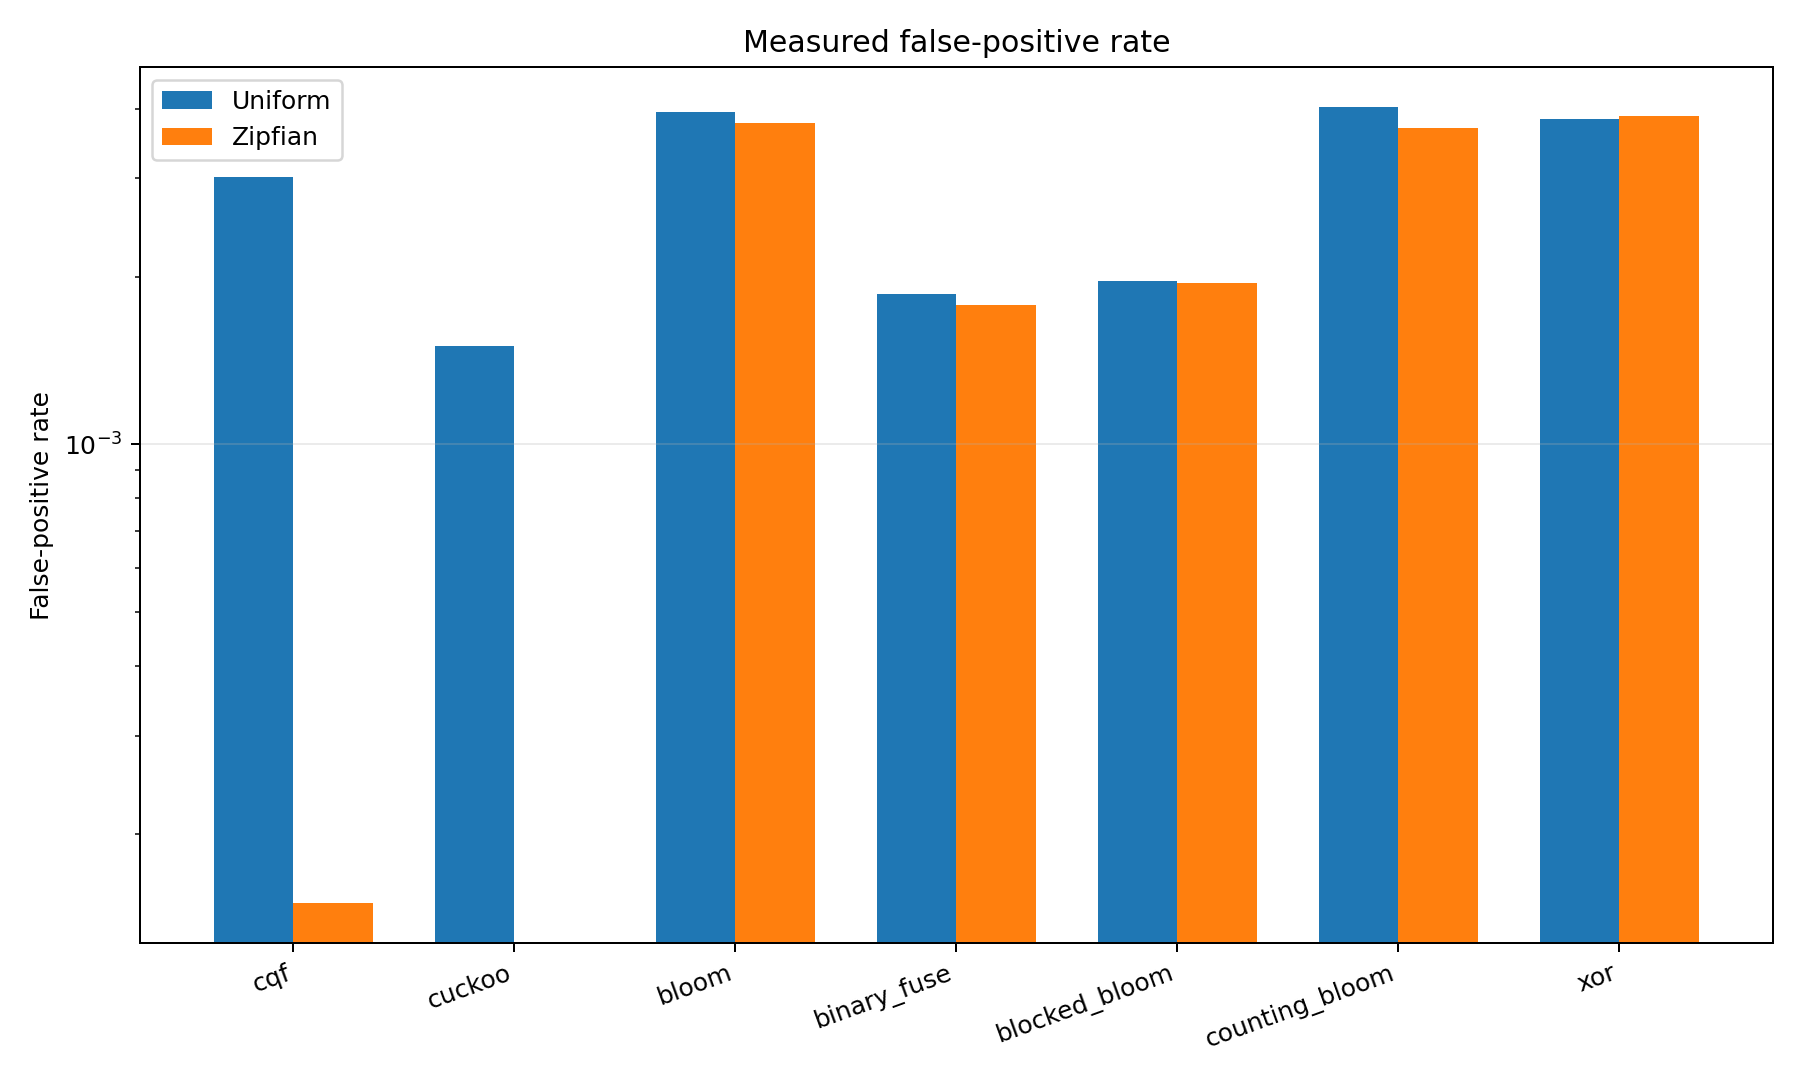 Measured false-positive rate
Uniform
Zipfian
False-positive rate
10⁻³
cqf
cuckoo
bloom
binary_fuse
blocked_bloom
counting_bloom
xor